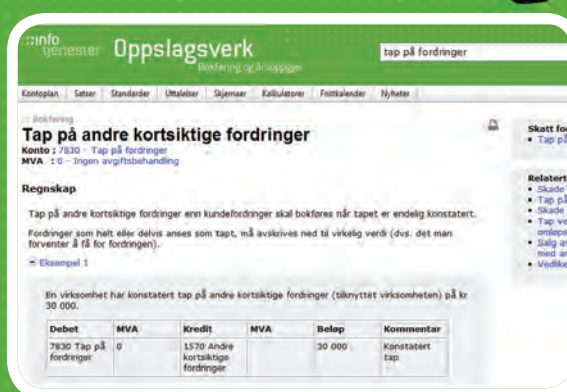 :::info
tjenester
Oppslagsverk
Bokføring og årsoppgjør
tap på fordringer
Kontoplan Satser Standarder Uttalelser Skjemaer Kalkulatorer Fristkalender Nyheter
:: Bokføring
Tap på andre kortsiktige fordringer
Konto : 7830 - Tap på fordringer
MVA : 0 - Ingen avgiftsbehandling
Regnskap
Tap på andre kortsiktige fordringer enn kundefordringer skal bokføres når tapet er endelig konstatert.
Fordringer som helt eller delvis anses som tapt, må avskrives ned til virkelig verdi (dvs. det man
forventer å få for fordringen).
Eksempel 1
En virksomhet har konstatert tap på andre kortsiktige fordringer (tilknyttet virksomheten) på kr
30 000.
Debet MVA Kredit MVA Beløp Kommentar
7830 Tap på fordringer 0 1570 Andre kortsiktige fordringer 30 000 Konstatert tap
Skatt for
Tap på
Relatert
Skade
Tap på
Skade
Tap ve
omløps
Salg av
med an
Vedlike